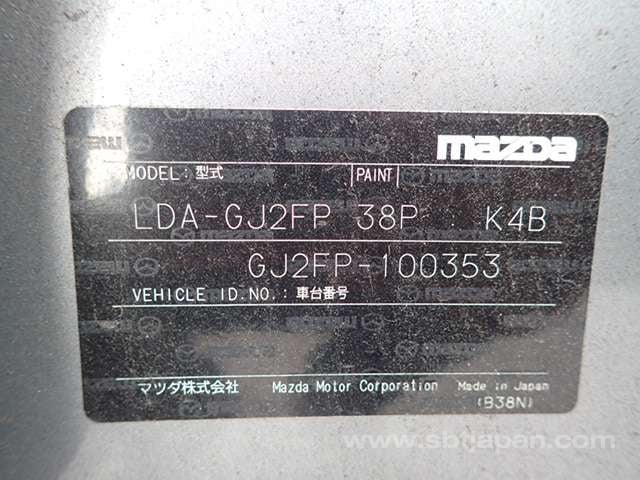 mazda
MODEL:型式 PAINT
LDA-GJ2FP 38P K4B
GJ2FP-100353
VEHICLE ID.NO.:車台番号
マツダ株式会社 Mazda Motor Corporation Made in Japan
(B38N)
www.sbtjapan.com